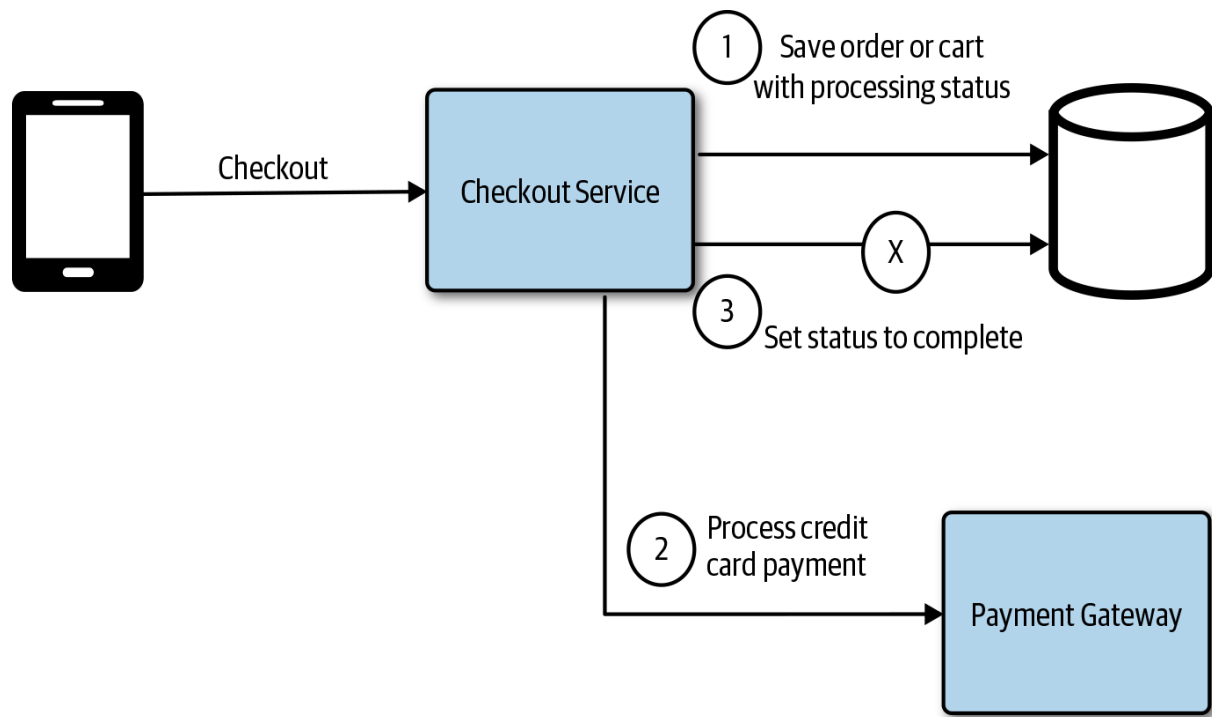 1
Save order or cart
with processing status
Checkout
Checkout Service
X
3
Set status to complete
2
Process credit
card payment
Payment Gateway